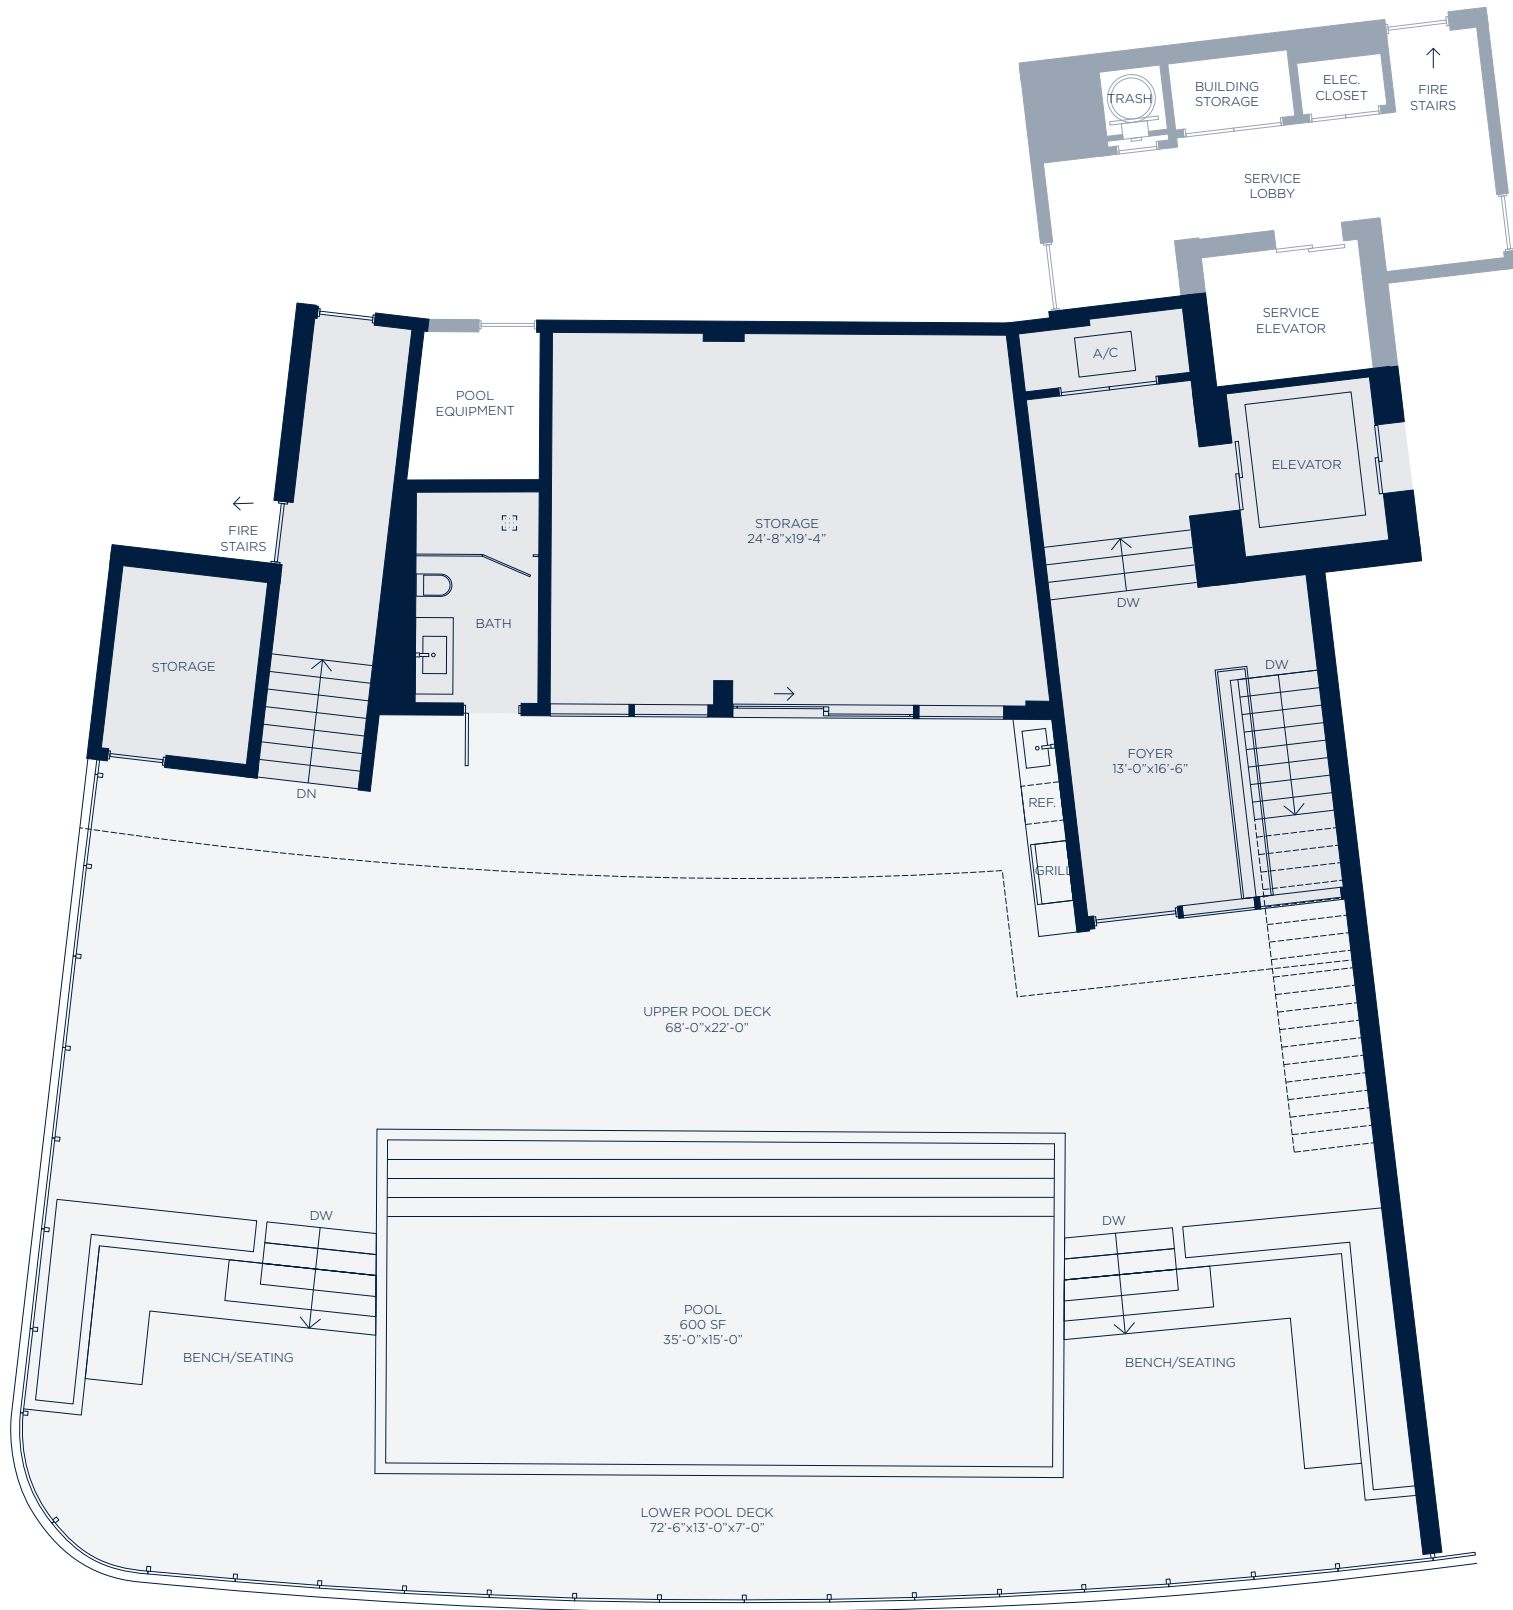 TRASH
BUILDING
STORAGE
ELEC.
CLOSET
FIRE
STAIRS
SERVICE
LOBBY
SERVICE
ELEVATOR
A/C
POOL
EQUIPMENT
ELEVATOR
STORAGE
24'-8"x19'-4"
FIRE
STAIRS
DW
BATH
STORAGE
DW
FOYER
13'-0"x16'-6"
DN
REF.
GRILL
UPPER POOL DECK
68'-0"x22'-0"
DW
DW
POOL
600 SF
35'-0"x15'-0"
BENCH/SEATING
BENCH/SEATING
LOWER POOL DECK
72'-6"x13'-0"x7'-0"